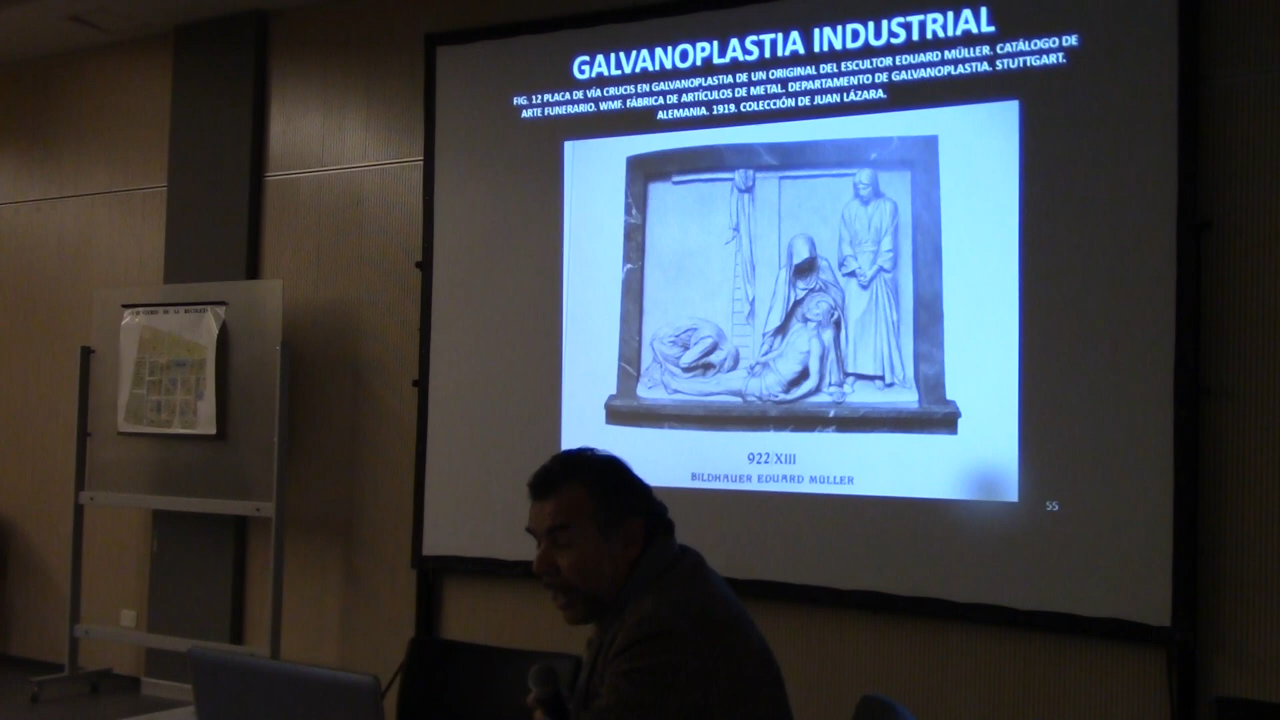 GALVANOPLASTIA INDUSTRIAL
FIG. 12 PLACA DE VÍA CRUCIS EN GALVANOPLASTIA DE UN ORIGINAL DEL ESCULTOR EDUARD MÜLLER. CATÁLOGO DE
ARTE FUNERARIO. WMF. FÁBRICA DE ARTÍCULOS DE METAL. DEPARTAMENTO DE GALVANOPLASTIA. STUTTGART.
ALEMANIA. 1919. COLECCIÓN DE JUAN LÁZARA.
922/XIII
BILDHAUER EDUARD MÜLLER
55
DE LA